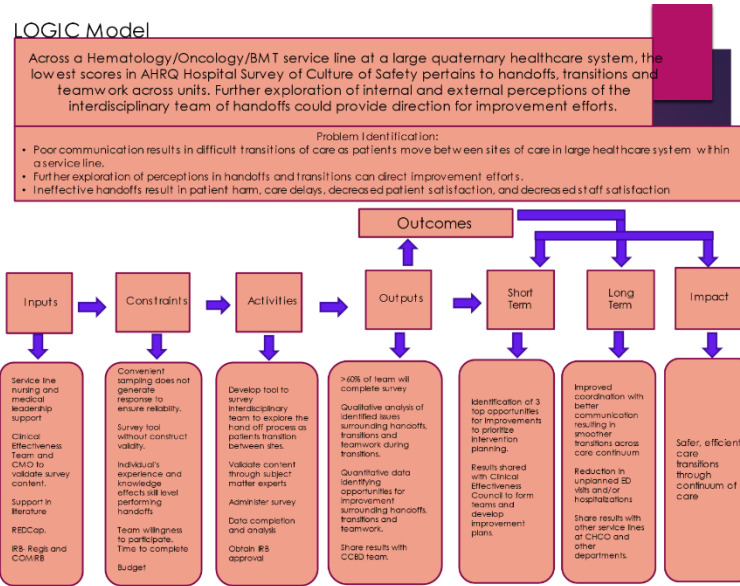 LOGIC Model
Across a Hematology/Oncology/BMT service line at a large quaternary healthcare system, the
lowest scores in AHRQ Hospital Survey of Culture of Safety pertains to handoffs, transitions and
teamwork across units. Further exploration of internal and external perceptions of the
interdisciplinary team of handoffs could provide direction for improvement efforts.
Problem Identification:
• Poor communication results in difficult transitions of care as patients move between sites of care in large healthcare system within
a service line.
• Further exploration of perceptions in handoffs and transitions can direct improvement efforts.
• Ineffective handoffs result in patient harm, care delays, decreased patient satisfaction, and decreased staff satisfaction
Outcomes
Inputs
Constraints
Activities
Outputs
Short
Term
Long
Term
Impact
Service line
nursing and
medical
leadership
support
Clinical
Effectiveness
Team and
CMO to
validate survey
content.
Support in
literature
REDCap.
IRB- Regis and
COMIRB
Convenient
sampling does not
generate
response to
ensure reliability.
Survey tool
without construct
validity.
Individual's
experience and
knowledge
effects skill level
performing
handoffs
Team willingness
to participate.
Time to complete
Budget
Develop tool to
survey
interdisciplinary
team to explore the
hand off process as
patients transition
between sites.
Validate content
through subject
matter experts
Administer survey
Data completion
and analysis
Obtain IRB
approval
>60% of team will
complete survey
Qualitative analysis of
identified issues
surrounding handoffs,
transitions and
teamwork during
transitions.
Quantitative data
identifying
opportunities for
improvement
surrounding handoffs,
transitions and
teamwork.
Share results with
CCBD team.
Identification of 3
top opportunities for
improvements to
prioritize
intervention
planning.
Results shared
with Clinical
Effectiveness
Council to form
teams and
develop
improvement
plans.
Improved
coordination with
better
communication
resulting in
smoother
transitions across
care continuum
Reduction in
unplanned ED
visits and/or
hospitalizations
Share results with
other service lines
at CHCO and
other
departments.
Safer, efficient
care
transitions
through
continuum of
care